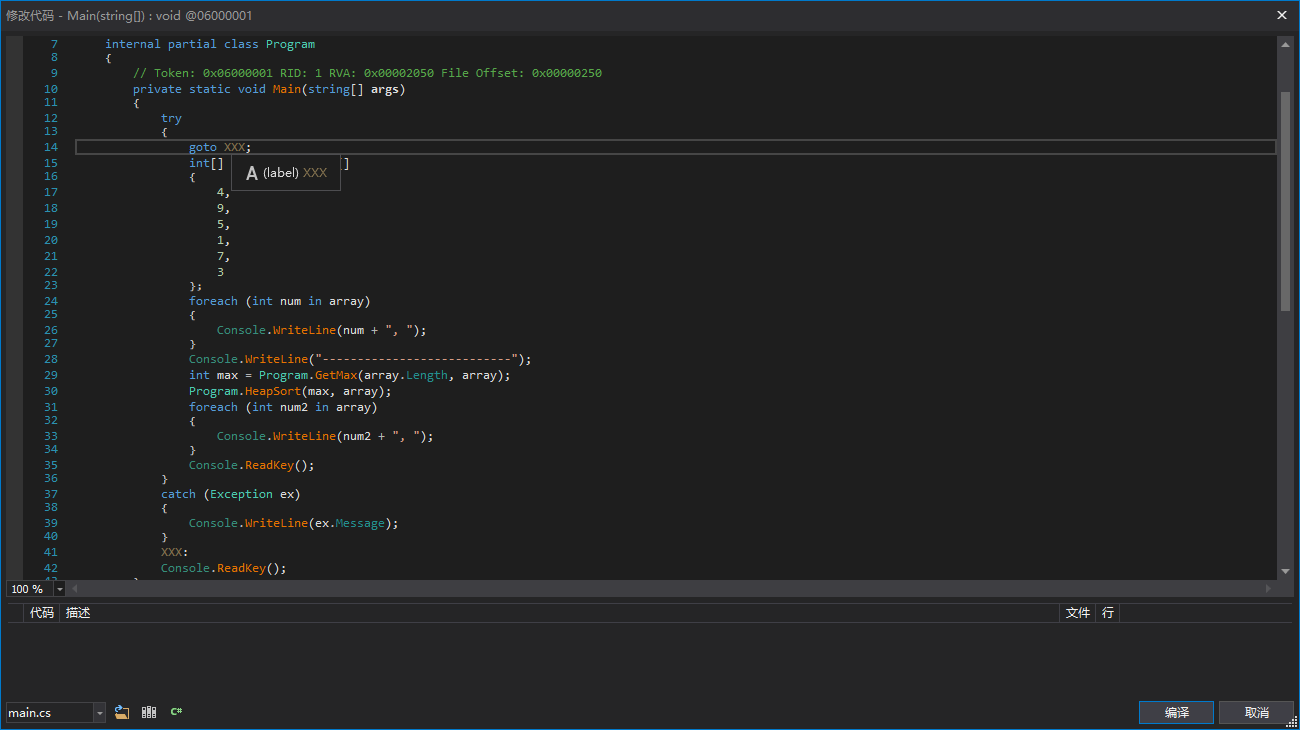 修改代码 - Main(string[]) : void @06000001
7 internal partial class Program
8 {
9 // Token: 0x06000001 RID: 1 RVA: 0x00002050 File Offset: 0x00000250
10 private static void Main(string[] args)
11 {
12 try
13 {
14 goto XXX;
15 int[] ]
A (label) XXX
16 {
17 4,
18 9,
19 5,
20 1,
21 7,
22 3
23 };
24 foreach (int num in array)
25 {
26 Console.WriteLine(num + ", ");
27 }
28 Console.WriteLine("---------------------------");
29 int max = Program.GetMax(array.Length, array);
30 Program.HeapSort(max, array);
31 foreach (int num2 in array)
32 {
33 Console.WriteLine(num2 + ", ");
34 }
35 Console.ReadKey();
36 }
37 catch (Exception ex)
38 {
39 Console.WriteLine(ex.Message);
40 }
41 XXX:
42 Console.ReadKey();
100 %
代码 描述 文件 行
main.cs C# 编译 取消